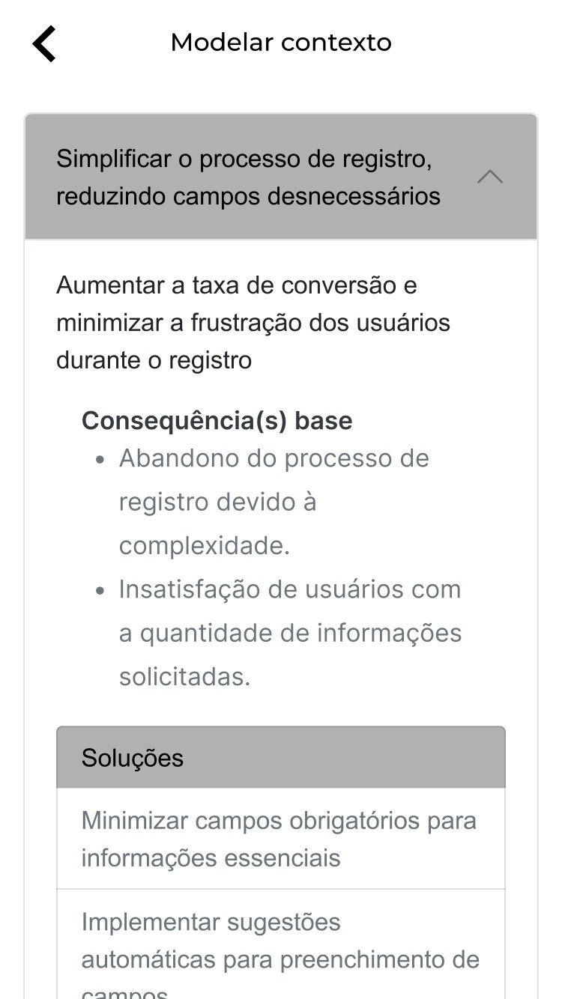 Modelar contexto
Simplificar o processo de registro,
reduzindo campos desnecessários
Aumentar a taxa de conversão e
minimizar a frustração dos usuários
durante o registro
Consequência(s) base
• Abandono do processo de
registro devido à
complexidade.
• Insatisfação de usuários com
a quantidade de informações
solicitadas.
Soluções
Minimizar campos obrigatórios para
informações essenciais
Implementar sugestões
automáticas para preenchimento de
campos